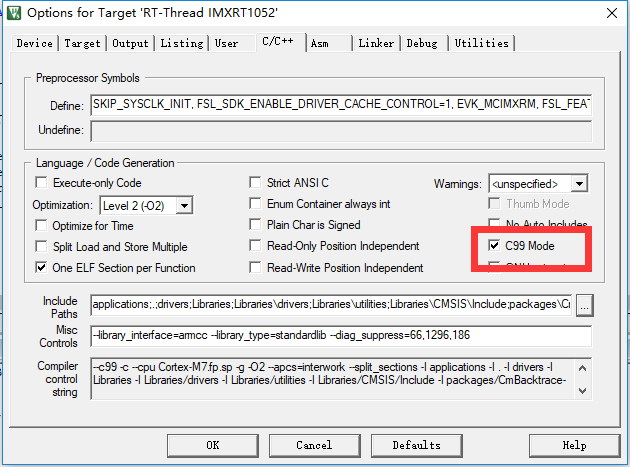 Options for Target 'RT-Thread IMXRT1052'
Device Target Output Listing User C/C++ Asm Linker Debug Utilities
Preprocessor Symbols
Define: SKIP_SYSCLK_INIT, FSL_SDK_ENABLE_DRIVER_CACHE_CONTROL=1, EVK_MCIMXRM, FSL_FEAT
Undefine:
Language / Code Generation
Execute-only Code Strict ANSI C Warnings: <unspecified>
Optimization: Level 2 (-O2) Enum Container always int Thumb Mode
Optimize for Time Plain Char is Signed No Auto Includes
Split Load and Store Multiple Read-Only Position Independent C99 Mode
One ELF Section per Function Read-Write Position Independent
Include Paths applications;.;drivers;Libraries;Libraries\drivers;Libraries\utilities;Libraries\CMSIS\Include;packages\Cm ...
Misc Controls --library_interface=armcc --library_type=standardlib --diag_suppress=66,1296,186
Compiler control string --c99 -c --cpu Cortex-M7.fp.sp -g -O2 --apcs=interwork --split_sections -I applications -I . -I drivers -I
Libraries -I Libraries/drivers -I Libraries/utilities -I Libraries/CMSIS/Include -I packages/CmBacktrace-
OK Cancel Defaults Help